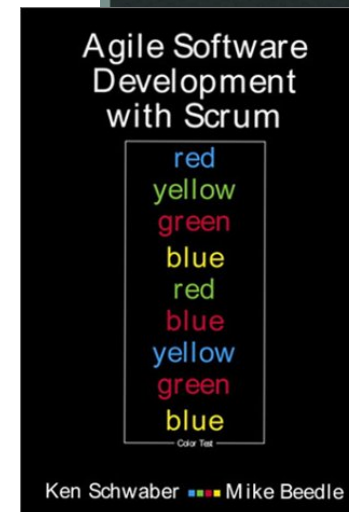 Agile Software
Development
with Scrum
red
yellow
green
blue
red
blue
yellow
green
blue
Color Test
Ken Schwaber Mike Beedle